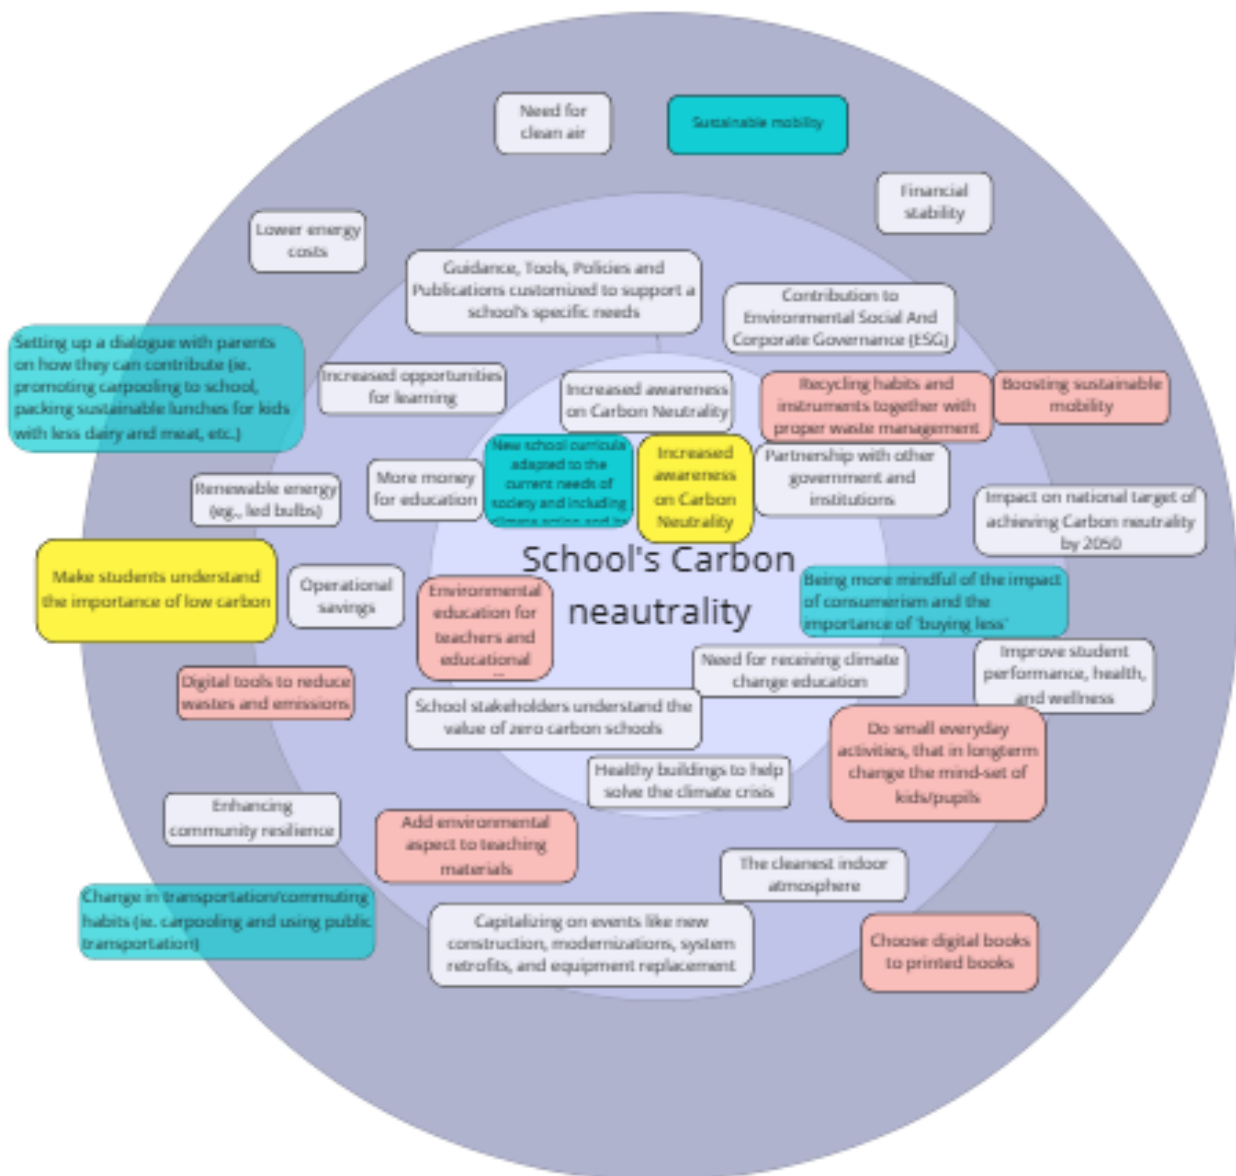 Need for
clean air
Sustainable mobility
Financial
stability
Lower energy
costs
Guidance, Tools, Policies and
Publications customized to support a
school's specific needs
Contribution to
Environmental Social And
Corporate Governance (ESG)
Setting up a dialogue with parents
on how they can contribute (ie.
promoting carpooling to school,
packing sustainable lunches for kids
with less dairy and meat, etc.)
Increased opportunities
for learning
Increased awareness
on Carbon Neutrality
Recycling habits and
instruments together with
proper waste management
Boosting sustainable
mobility
More money
for education
New school curricula
adapted to the
current needs of
society and including
climate action and
Increased
awareness
on Carbon
Neutrality
Partnership with other
government and
institutions
Renewable energy
(eg., led bulbs)
Impact on national target of
achieving Carbon neutrality
by 2050
Make students understand
the importance of low carbon
Operational
savings
School's Carbon
neautrality
Environmental
education for
teachers and
educational
...
Being more mindful of the impact
of consumerism and the
importance of 'buying less'
Need for receiving climate
change education
Improve student
performance, health,
and wellness
Digital tools to reduce
wastes and emissions
School stakeholders understand the
value of zero carbon schools
Do small everyday
activities, that in longterm
change the mind-set of
kids/pupils
Healthy buildings to help
solve the climate crisis
Enhancing
community resilience
Add environmental
aspect to teaching
materials
The cleanest indoor
atmosphere
Change in transportation/commuting
habits (ie. carpooling and using public
transportation)
Capitalizing on events like new
construction, modernizations, system
retrofits, and equipment replacement
Choose digital books
to printed books